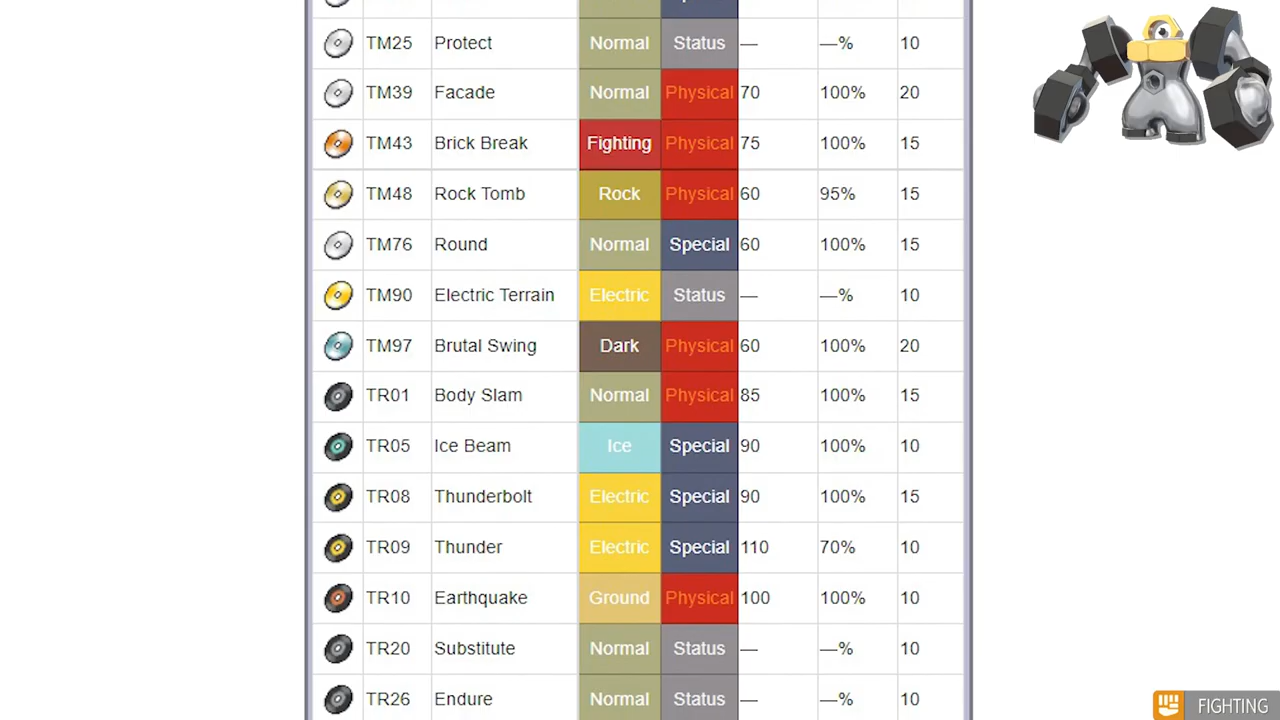 TM25 Protect Normal Status — —% 10
TM39 Facade Normal Physical 70 100% 20
TM43 Brick Break Fighting Physical 75 100% 15
TM48 Rock Tomb Rock Physical 60 95% 15
TM76 Round Normal Special 60 100% 15
TM90 Electric Terrain Electric Status — —% 10
TM97 Brutal Swing Dark Physical 60 100% 20
TR01 Body Slam Normal Physical 85 100% 15
TR05 Ice Beam Ice Special 90 100% 10
TR08 Thunderbolt Electric Special 90 100% 15
TR09 Thunder Electric Special 110 70% 10
TR10 Earthquake Ground Physical 100 100% 10
TR20 Substitute Normal Status — —% 10
TR26 Endure Normal Status — —% 10
FIGHTING